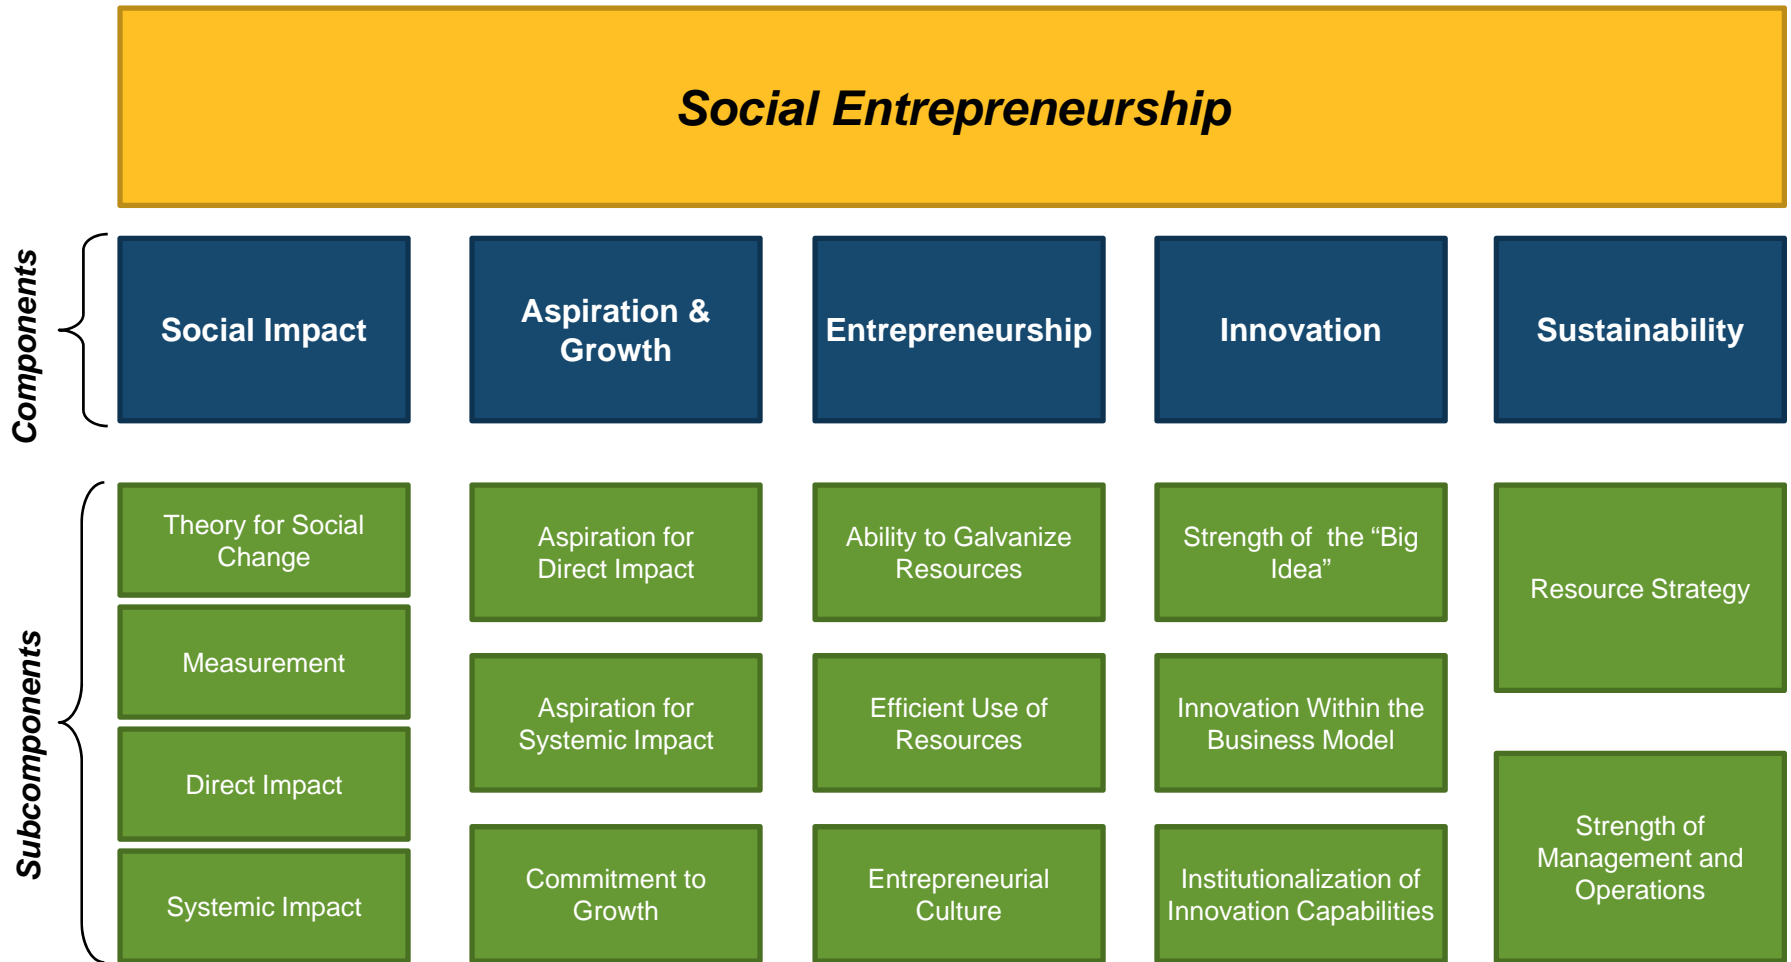 Social Entrepreneurship
Components
Social Impact
Aspiration &
Growth
Entrepreneurship
Innovation
Sustainability
Subcomponents
Theory for Social
Change
Measurement
Direct Impact
Systemic Impact
Aspiration for
Direct Impact
Aspiration for
Systemic Impact
Commitment to
Growth
Ability to Galvanize
Resources
Efficient Use of
Resources
Entrepreneurial
Culture
Strength of  the “Big
Idea”
Innovation Within the
Business Model
Institutionalization of
Innovation Capabilities
Resource Strategy
Strength of
Management and
Operations